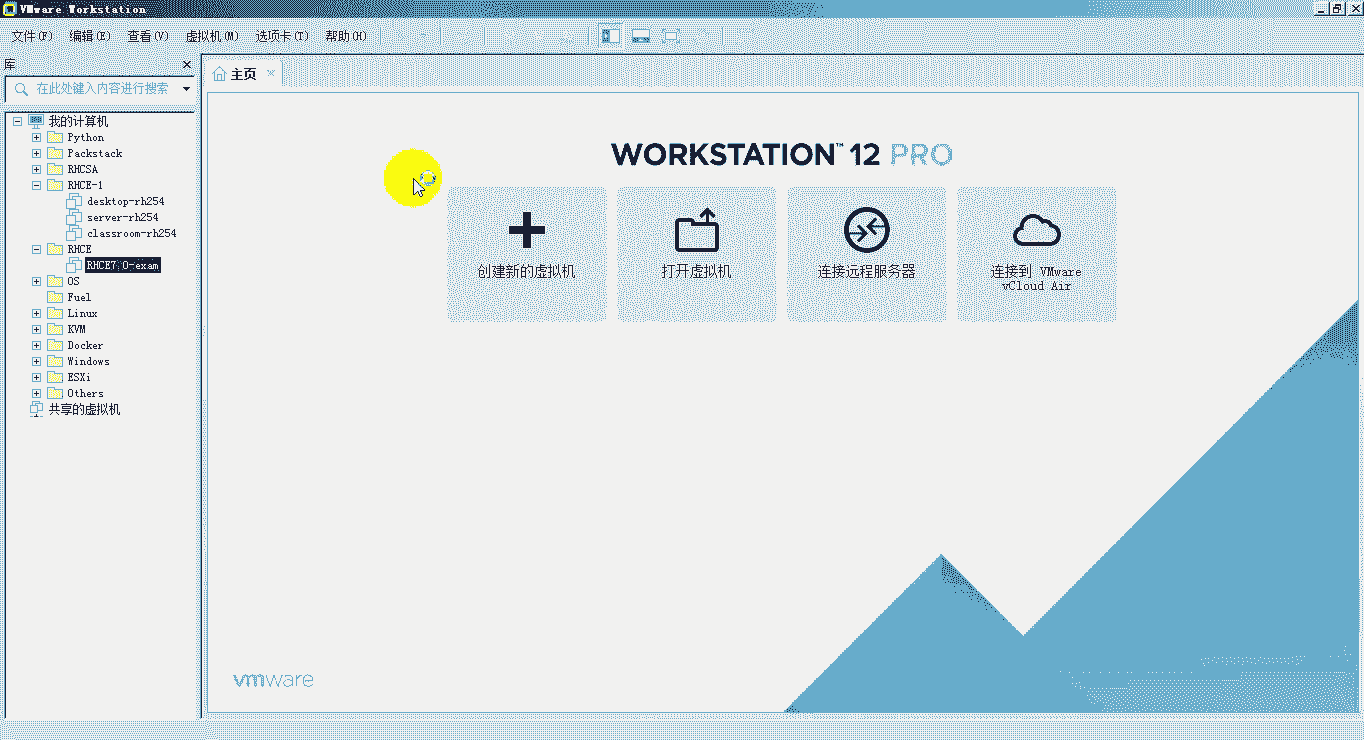 VMware Workstation
文件(F) 编辑(E) 查看(V) 虚拟机(M) 选项卡(T) 帮助(H)
库
在此处键入内容进行搜索
我的计算机
Python
Packstack
RHCSA
RHCE-1
desktop-rh254
server-rh254
classroom-rh254
RHCE
RHCE7.0-exam
OS
Fuel
Linux
KVM
Docker
Windows
ESXi
Others
共享的虚拟机
主页
WORKSTATION™ 12 PRO
创建新的虚拟机
打开虚拟机
连接远程服务器
连接到 VMware
vCloud Air
vmware